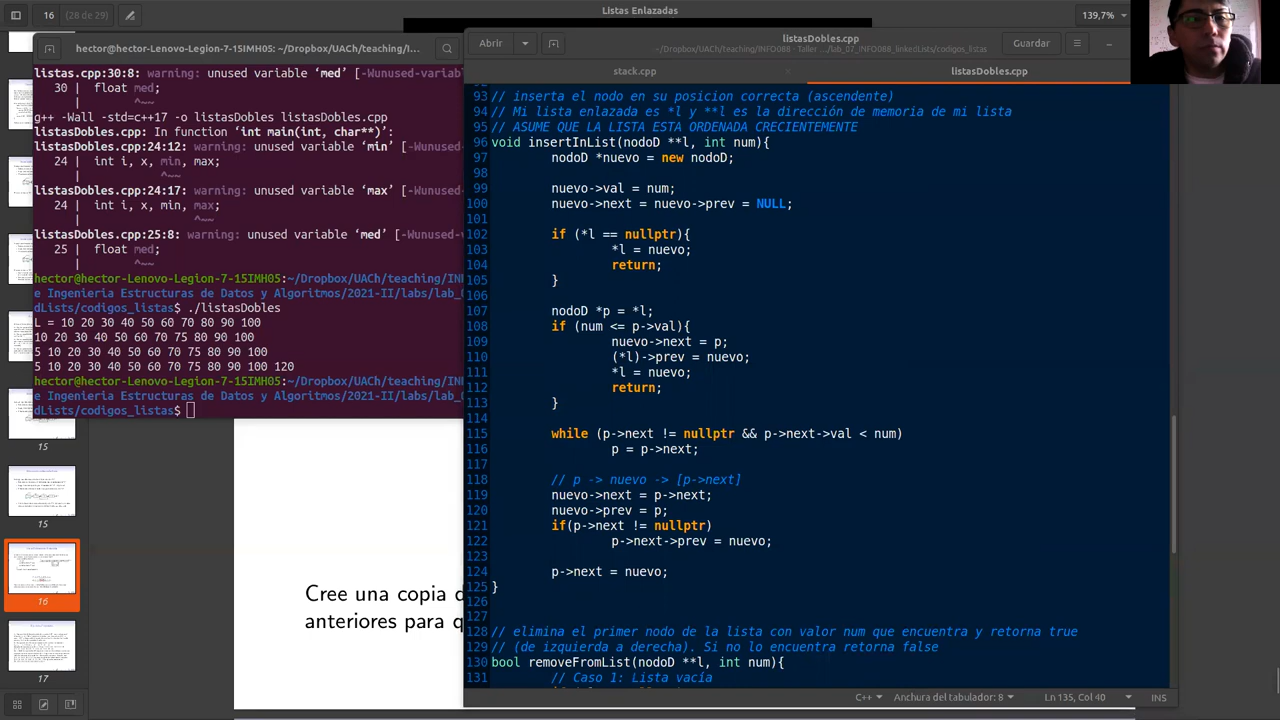 Listas Enlazadas
16
(28 de 29)
139,7%
hector@hector-Lenovo-Legion-7-15IMH05: ~/Dropbox/UACh/teaching/I...
listas.cpp:30:8: warning: unused variable ‘med’ [-Wunused-variab
30 | float med;
| ^~~
g++ -Wall -std=c++17 -o listasDobles listasDobles.cpp
listasDobles.cpp: In function ‘int main(int, char**)’:
listasDobles.cpp:24:12: warning: unused variable ‘min’ [-Wunused-
24 | int i, x, min, max;
| ^~~
listasDobles.cpp:24:17: warning: unused variable ‘max’ [-Wunused-
24 | int i, x, min, max;
| ^~~
listasDobles.cpp:25:8: warning: unused variable ‘med’ [-Wunused-v
25 | float med;
| ^~~
hector@hector-Lenovo-Legion-7-15IMH05:~/Dropbox/UACh/teaching/INF
e Ingenieria Estructuras de Datos y Algoritmos/2021-II/labs/lab_0
dLists/codigos_listas$ ./listasDobles
L = 10 20 30 40 50 60 70 80 90 100
10 20 30 40 50 60 70 75 80 90 100
5 10 20 30 40 50 60 70 75 80 90 100
5 10 20 30 40 50 60 70 75 80 90 100 120
hector@hector-Lenovo-Legion-7-15IMH05:~/Dropbox/UACh/teaching/INF
e Ingenieria Estructuras de Datos y Algoritmos/2021-II/labs/lab_0
dLists/codigos_listas$
15
15
16
17
Cree una copia d
anteriores para q
Abrir
listasDobles.cpp
~/Dropbox/UACh/teaching/INFO088 - Taller .../lab_07_linkedLists/codigos_listas
Guardar
stack.cpp
listasDobles.cpp
93 // inserta el nodo en su posicion correcta (ascendente)
94 // Mi lista enlazada es *l y **l es la dirección de memoria de mi lista
95 // ASUME QUE LA LISTA ESTA ORDENADA CRECIENTEMENTE
96 void insertInList(nodoD **l, int num){
97 nodoD *nuevo = new nodoD;
98
99 nuevo->val = num;
100 nuevo->next = nuevo->prev = NULL;
101
102 if (*l == nullptr){
103 *l = nuevo;
104 return;
105 }
106
107 nodoD *p = *l;
108 if (num <= p->val){
109 nuevo->next = p;
110 (*l)->prev = nuevo;
111 *l = nuevo;
112 return;
113 }
114
115 while (p->next != nullptr && p->next->val < num)
116 p = p->next;
117
118 // p -> nuevo -> [p->next]
119 nuevo->next = p->next;
120 nuevo->prev = p;
121 if(p->next != nullptr)
122 p->next->prev = nuevo;
123
124 p->next = nuevo;
125 }
126
127
128 // elimina el primer nodo de la lista con valor num que encuentra y retorna true
129 // (de izquierda a derecha). Si no lo encuentra retorna false
130 bool removeFromList(nodoD **l, int num){
131 // Caso 1: Lista vacia
C++
Anchura del tabulador: 8
Ln 135, Col 40
INS